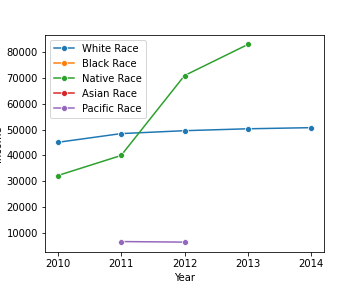 White Race
Black Race
Native Race
Asian Race
Pacific Race
80000
70000
60000
50000
40000
30000
20000
10000
2010 2011 2012 2013 2014
Year